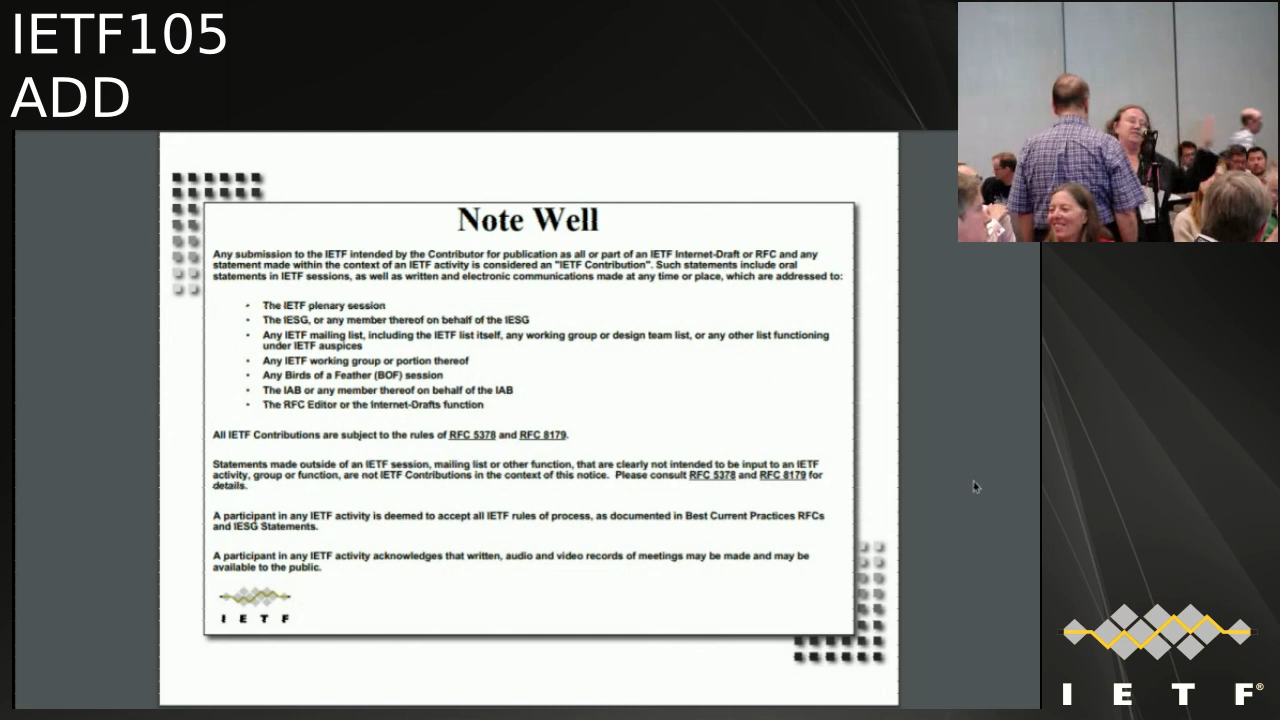 IETF105
ADD
Note Well
Any submission to the IETF intended by the Contributor for publication as all or part of an IETF Internet-Draft or RFC and any
statement made within the context of an IETF activity is considered an "IETF Contribution". Such statements include oral
statements in IETF sessions, as well as written and electronic communications made at any time or place, which are addressed to:
• The IETF plenary session
• The IESG, or any member thereof on behalf of the IESG
• Any IETF mailing list, including the IETF list itself, any working group or design team list, or any other list functioning
under IETF auspices
• Any IETF working group or portion thereof
• Any Birds of a Feather (BOF) session
• The IAB or any member thereof on behalf of the IAB
• The RFC Editor or the Internet-Drafts function
All IETF Contributions are subject to the rules of RFC 5378 and RFC 8179.
Statements made outside of an IETF session, mailing list or other function, that are clearly not intended to be input to an IETF
activity, group or function, are not IETF Contributions in the context of this notice. Please consult RFC 5378 and RFC 8179 for
details.
A participant in any IETF activity is deemed to accept all IETF rules of process, as documented in Best Current Practices RFCs
and IESG Statements.
A participant in any IETF activity acknowledges that written, audio and video records of meetings may be made and may be
available to the public.
I E T F
I E T F®